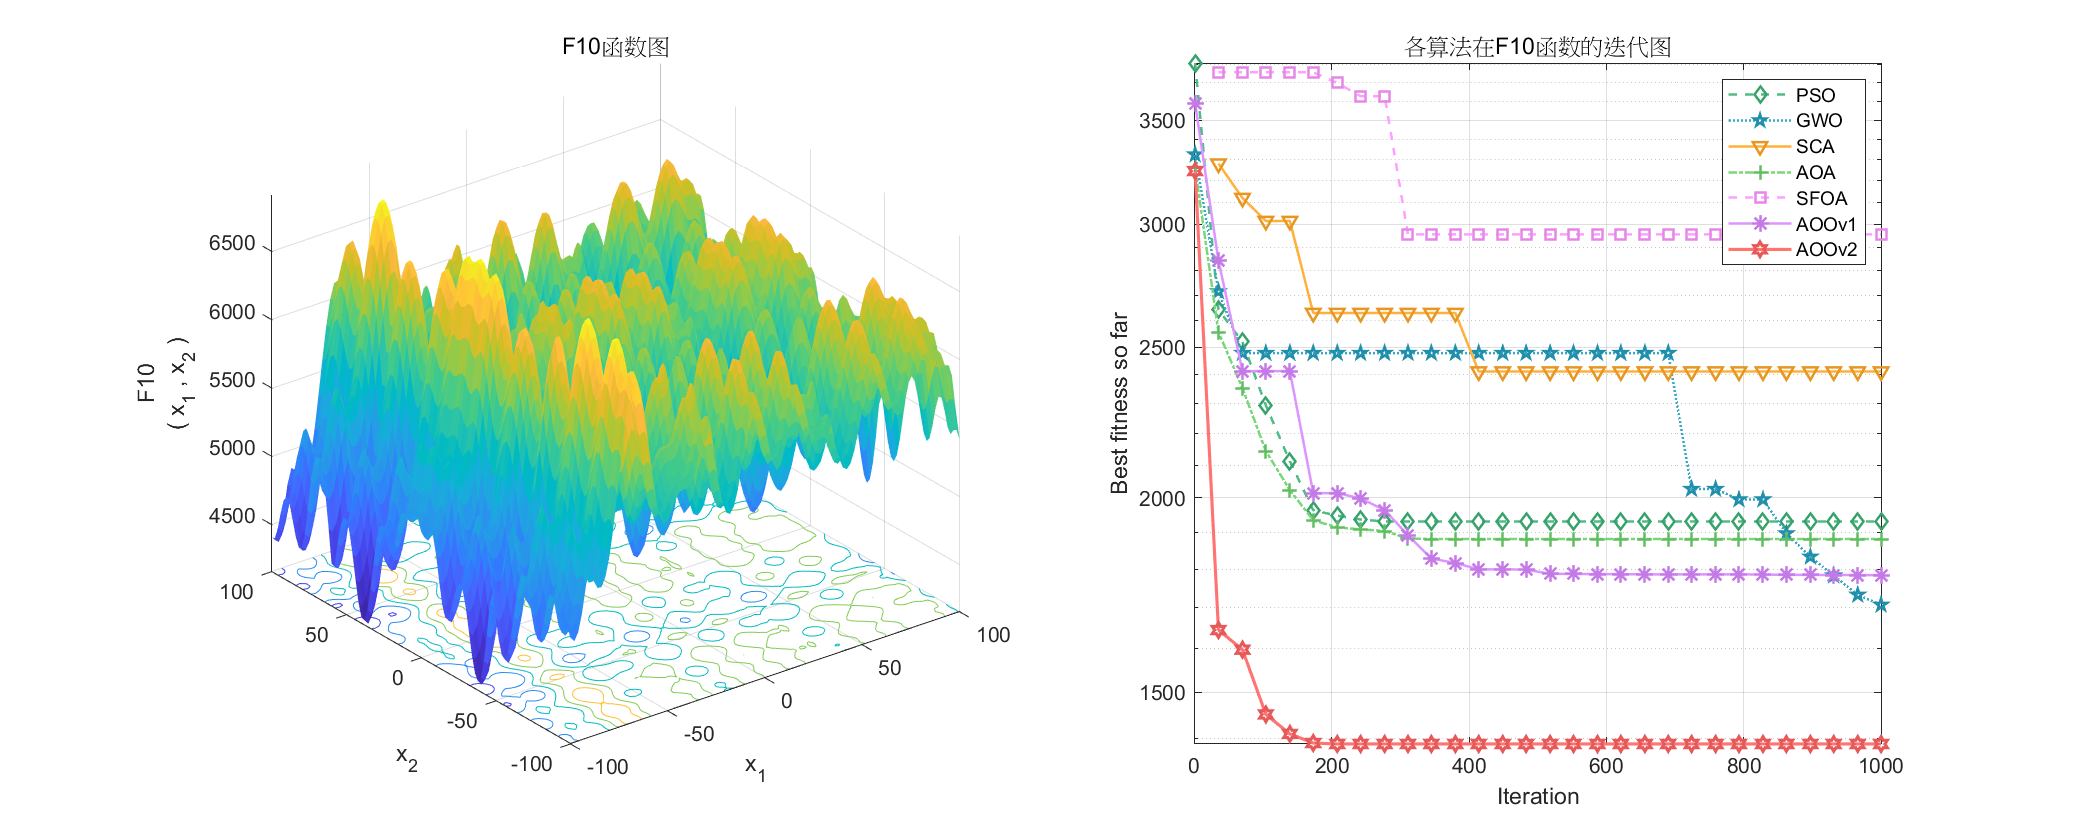 F10函数图
F10
( x1 , x2 )
6500
6000
5500
5000
4500
100
50
0
-50
-100
x2
-100
-50
0
50
100
x1
各算法在F10函数的迭代图
Best fitness so far
3500
3000
2500
2000
1500
0
200
400
600
800
1000
Iteration
PSO
GWO
SCA
AOA
SFOA
AOOv1
AOOv2